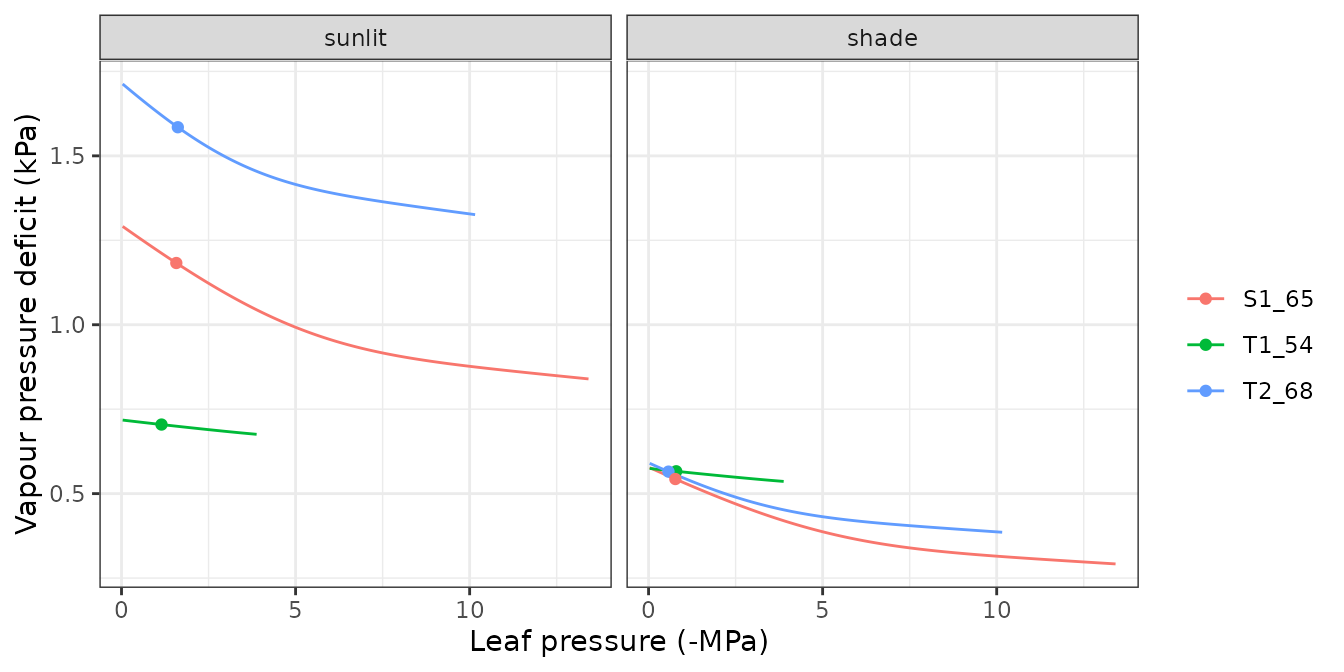 sunlit
shade
Vapour pressure deficit (kPa)
1.5
1.0
0.5
0 5 10
0 5 10
Leaf pressure (-MPa)
S1_65
T1_54
T2_68